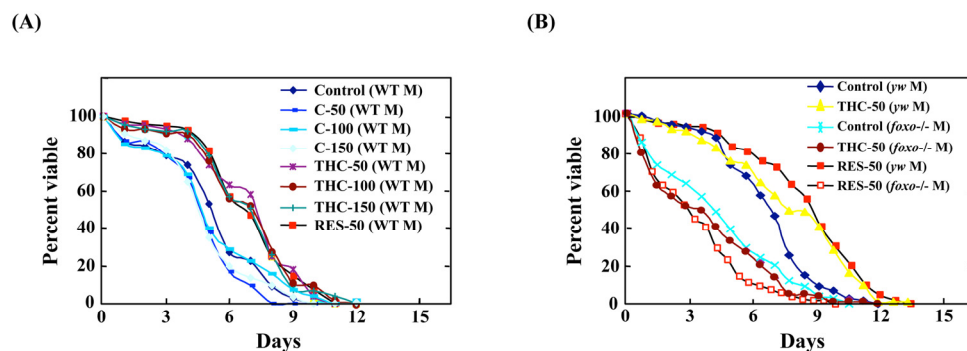 (A)
(B)
Percent viable
100
80
60
40
20
0
0
3
6
9
12
15
Days
Control (WT M)
C-50 (WT M)
C-100 (WT M)
C-150 (WT M)
THC-50 (WT M)
THC-100 (WT M)
THC-150 (WT M)
RES-50 (WT M)
Percent viable
100
80
60
40
20
0
0
3
6
9
12
15
Days
Control (yw M)
THC-50 (yw M)
Control (foxo-/- M)
THC-50 (foxo-/- M)
RES-50 (yw M)
RES-50 (foxo-/- M)